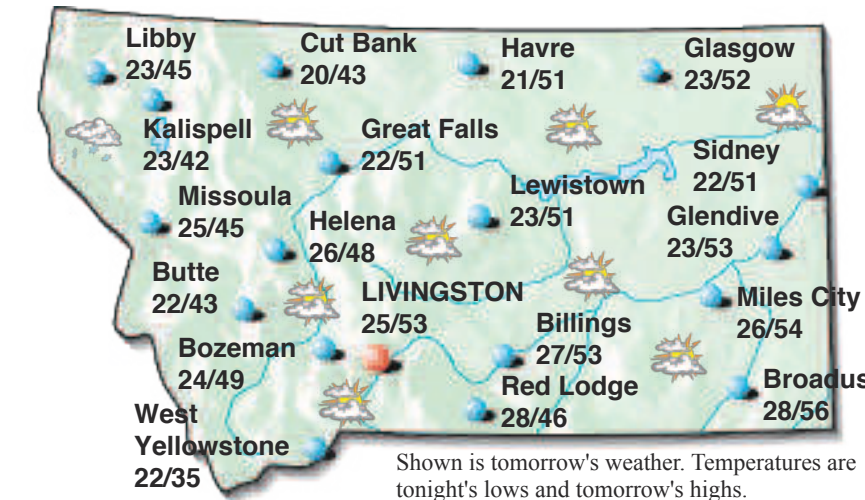 Libby
23/45
Cut Bank
20/43
Havre
21/51
Glasgow
23/52
Kalispell
23/42
Great Falls
22/51
Sidney
22/51
Missoula
25/45
Lewistown
23/51
Helena
26/48
Glendive
23/53
Butte
22/43
LIVINGSTON
25/53
Miles City
26/54
Bozeman
24/49
Billings
27/53
Red Lodge
28/46
Broadus
28/56
West
Yellowstone
22/35
Shown is tomorrow's weather. Temperatures are
tonight's lows and tomorrow's highs.